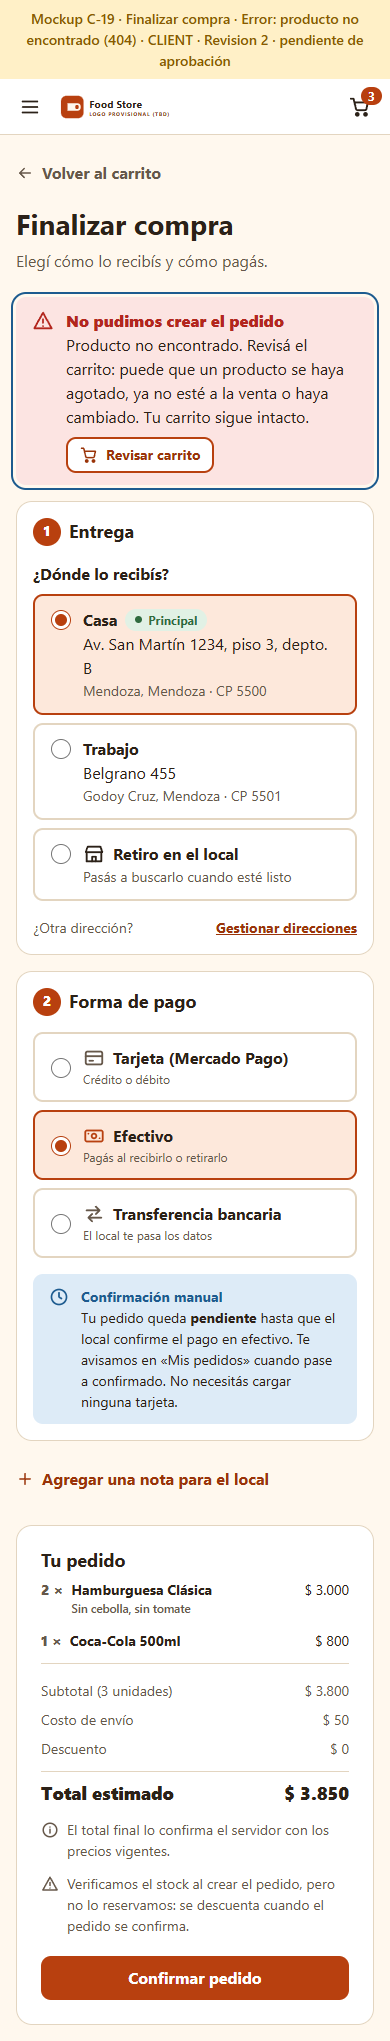 Mockup C-19 · Finalizar compra · Error: producto no
encontrado (404) · CLIENT · Revision 2 · pendiente de
aprobación
Food Store
LOGO PROVISIONAL (TBD)
3
Volver al carrito
Finalizar compra
Elegí cómo lo recibís y cómo pagás.
No pudimos crear el pedido
Producto no encontrado. Revisá el
carrito: puede que un producto se haya
agotado, ya no esté a la venta o haya
cambiado. Tu carrito sigue intacto.
Revisar carrito
1 Entrega
¿Dónde lo recibís?
Casa Principal
Av. San Martín 1234, piso 3, depto.
B
Mendoza, Mendoza · CP 5500
Trabajo
Belgrano 455
Godoy Cruz, Mendoza · CP 5501
Retiro en el local
Pasás a buscarlo cuando esté listo
¿Otra dirección? Gestionar direcciones
2 Forma de pago
Tarjeta (Mercado Pago)
Crédito o débito
Efectivo
Pagás al recibirlo o retirarlo
Transferencia bancaria
El local te pasa los datos
Confirmación manual
Tu pedido queda pendiente hasta que el
local confirme el pago en efectivo. Te
avisamos en «Mis pedidos» cuando pase
a confirmado. No necesitás cargar
ninguna tarjeta.
Agregar una nota para el local
Tu pedido
2 × Hamburguesa Clásica $ 3.000
Sin cebolla, sin tomate
1 × Coca-Cola 500ml $ 800
Subtotal (3 unidades) $ 3.800
Costo de envío $ 50
Descuento $ 0
Total estimado $ 3.850
El total final lo confirma el servidor con los
precios vigentes.
Verificamos el stock al crear el pedido, pero
no lo reservamos: se descuenta cuando el
pedido se confirma.
Confirmar pedido